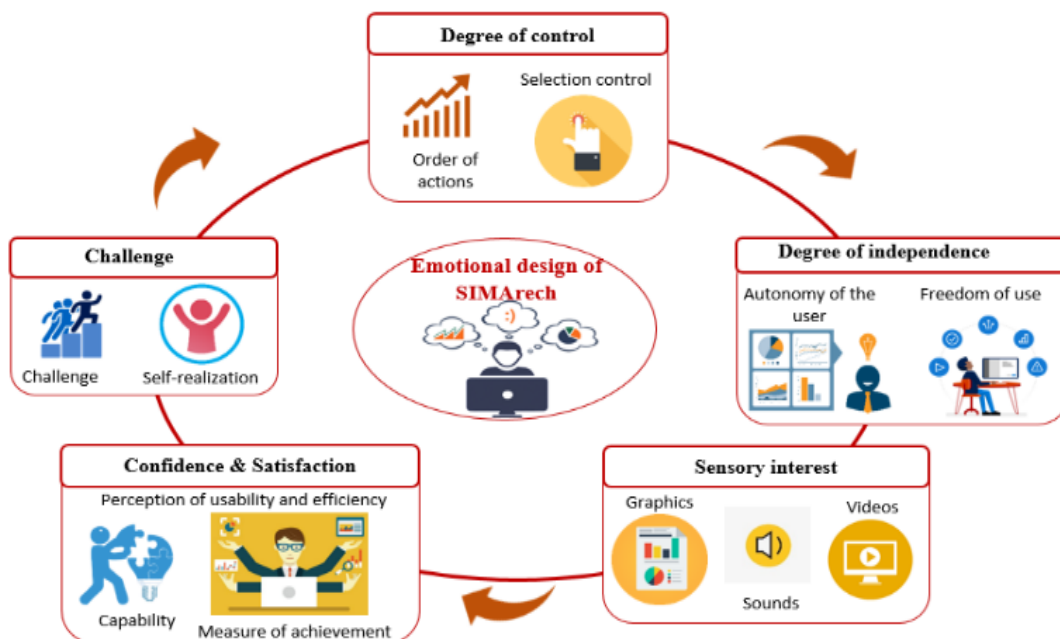 Degree of control
Selection control
Order of
actions
Degree of independence
Autonomy of the
user
Freedom of use
Sensory interest
Graphics
Videos
Sounds
Confidence & Satisfaction
Perception of usability and efficiency
Capability
Measure of achievement
Challenge
Challenge
Self-realization
Emotional design of
SIMArech
:)